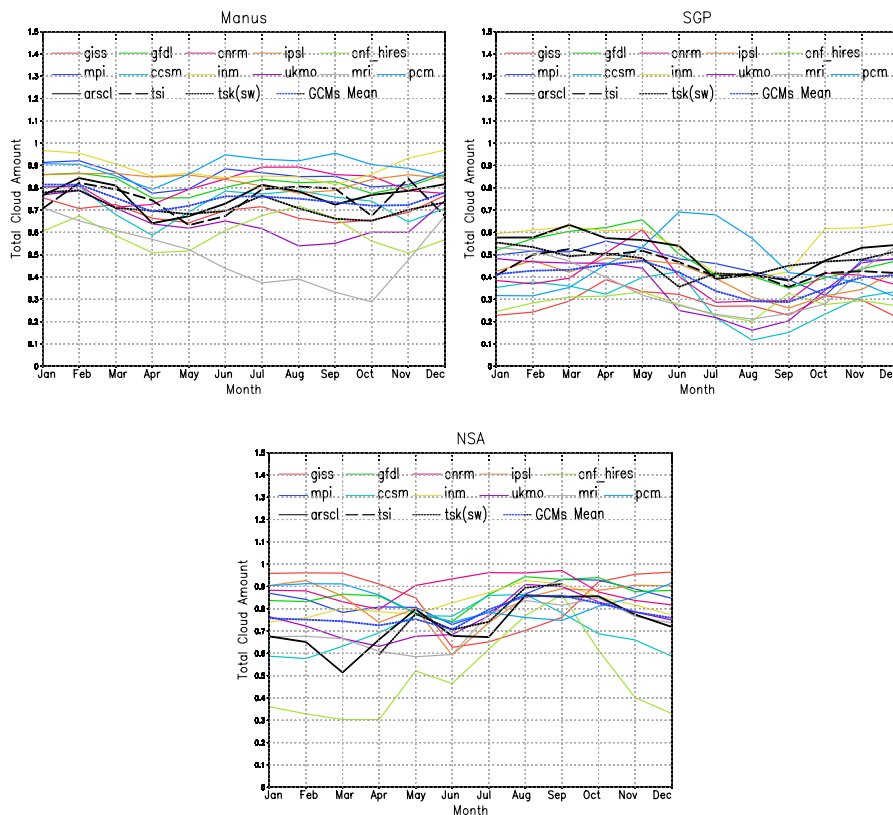 Manus
1.5
1.4
giss gfdl cnrm ipsl cnf_hires
1.3
mpi ccsm inm ukmo mri pcm
1.2
arscl tsi tsk(sw) GCMs Mean
1.1
1
0.9
0.8
0.7
0.6
0.5
0.4
0.3
0.2
0.1
0
Total Cloud Amount
Jan Feb Mar Apr May Jun Jul Aug Sep Oct Nov Dec
Month
SGP
1.5
1.4
giss gfdl cnrm ipsl cnf_hires
1.3
mpi ccsm inm ukmo mri pcm
1.2
arscl tsi tsk(sw) GCMs Mean
1.1
1
0.9
0.8
0.7
0.6
0.5
0.4
0.3
0.2
0.1
0
Total Cloud Amount
Jan Feb Mar Apr May Jun Jul Aug Sep Oct Nov De
Month
NSA
1.5
1.4
giss gfdl cnrm ipsl cnf_hires
1.3
mpi ccsm inm ukmo mri pcm
1.2
arscl tsi tsk(sw) GCMs Mean
1.1
1
0.9
0.8
0.7
0.6
0.5
0.4
0.3
0.2
0.1
0
Total Cloud Amount
Jan Feb Mar Apr May Jun Jul Aug Sep Oct Nov Dec
Month